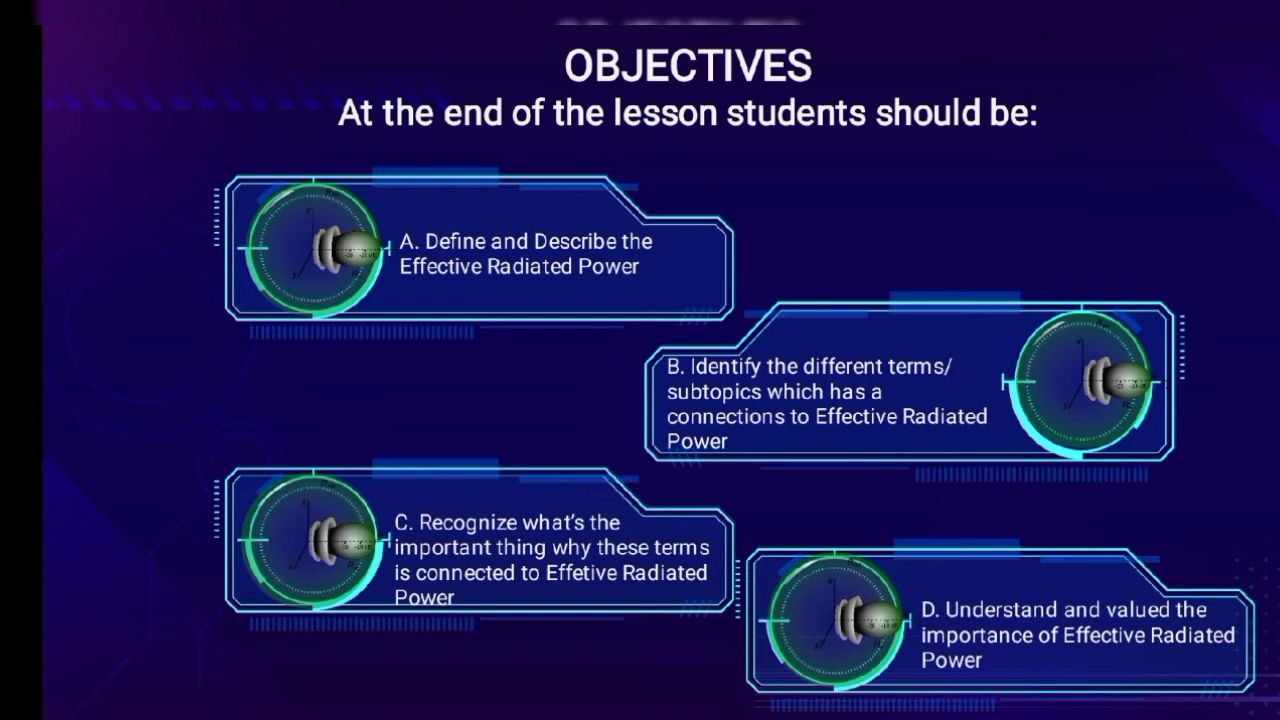 OBJECTIVES
At the end of the lesson students should be:
A. Define and Describe the
Effective Radiated Power
B. Identify the different terms/
subtopics which has a
connections to Effective Radiated
Power
C. Recognize what's the
important thing why these terms
is connected to Effetive Radiated
Power
D. Understand and valued the
importance of Effective Radiated
Power